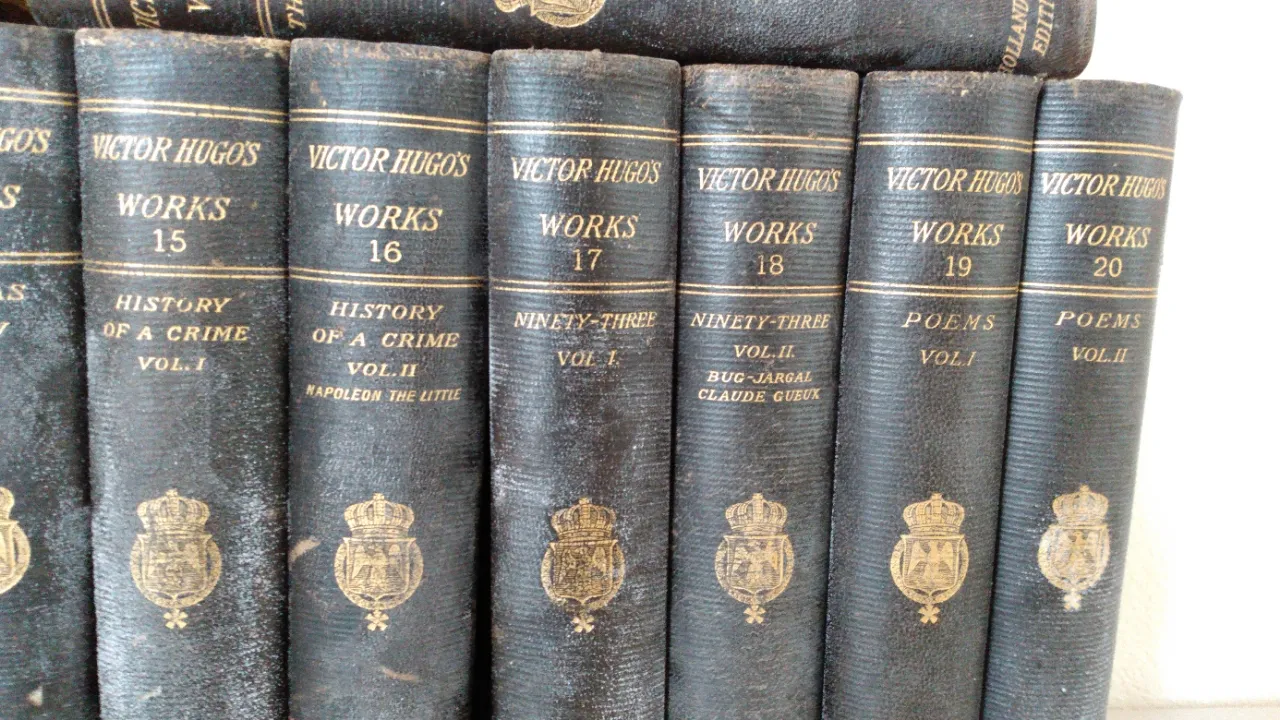 HOLLAND
EDITI
VICTOR HUGO'S
WORKS
15
HISTORY
OF A CRIME
VOL. I
VICTOR HUGO'S
WORKS
16
HISTORY
OF A CRIME
VOL. II
NAPOLEON THE LITTLE
VICTOR HUGO'S
WORKS
17
NINETY-THREE
VOL. I.
VICTOR HUGO'S
WORKS
18
NINETY-THREE
VOL. II.
BUG-JARGAL
CLAUDE GUEUX
VICTOR HUGO'S
WORKS
19
POEMS
VOL. I
VICTOR HUGO'S
WORKS
20
POEMS
VOL. II